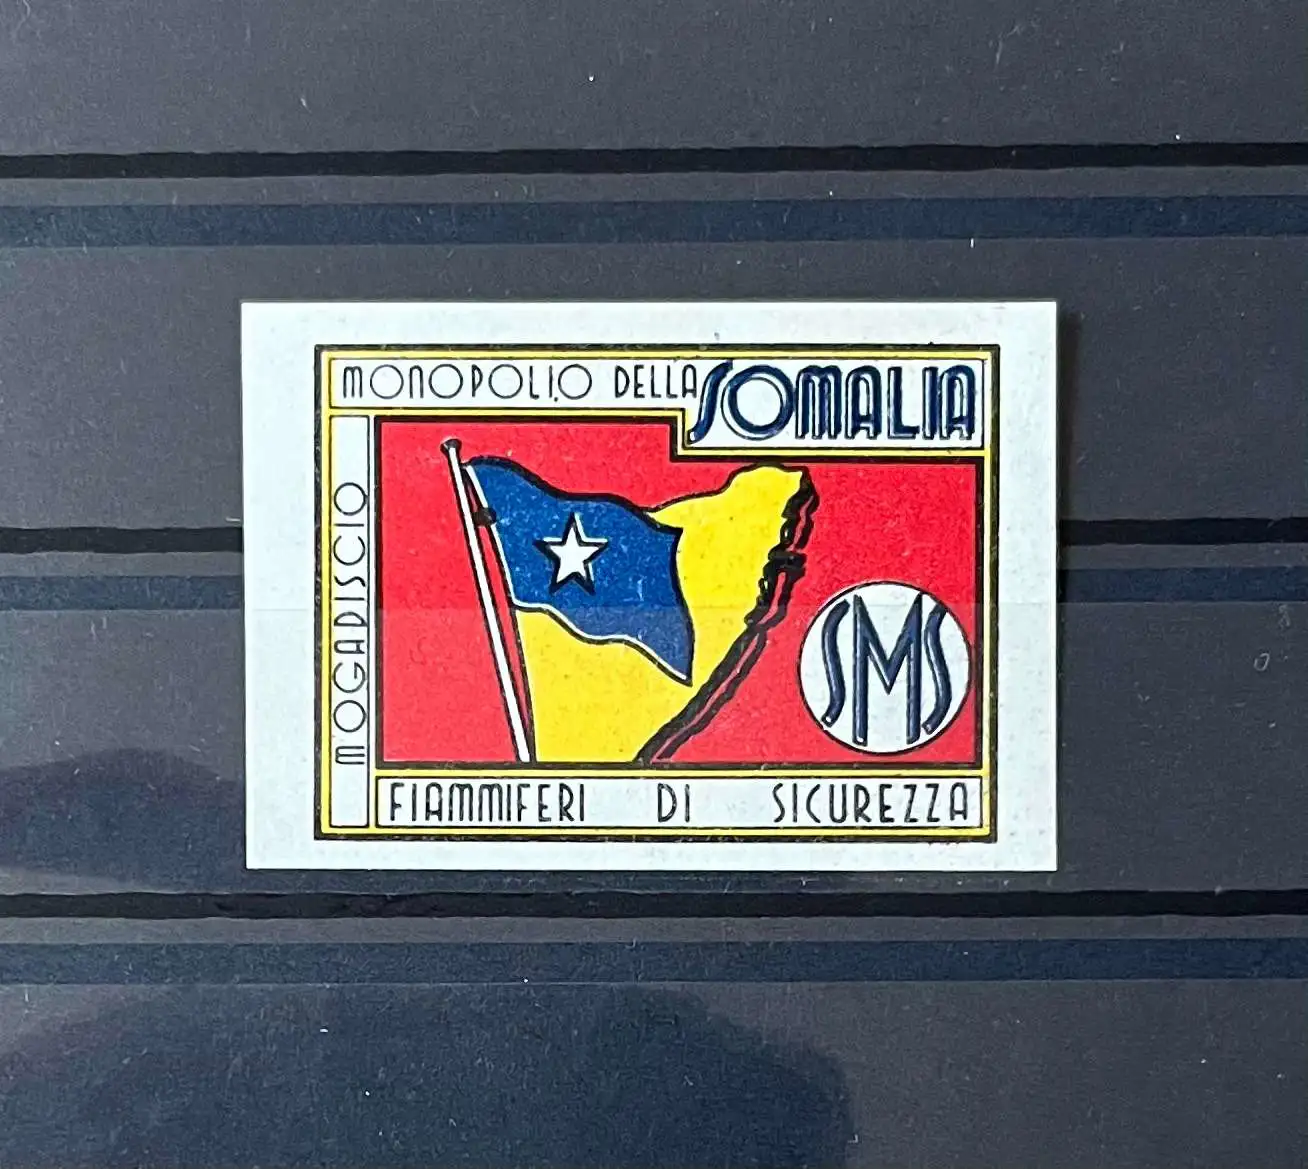 MONOPOLIO DELLA SOMALIA
MOGADISCIO
SMS
FIAMMIFERI DI SICUREZZA